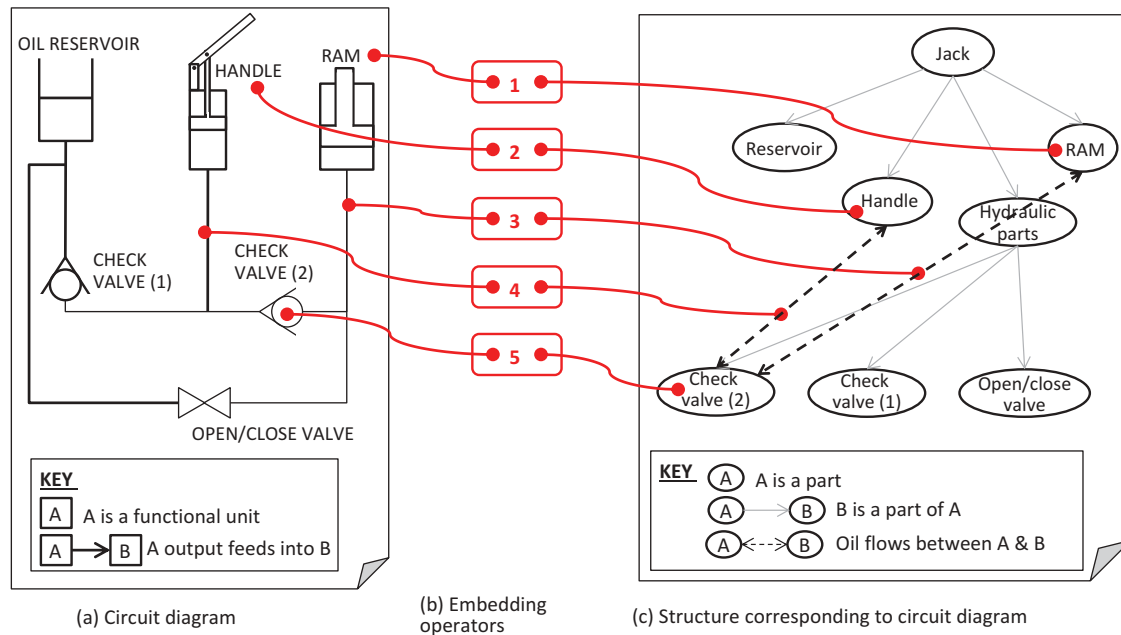 OIL RESERVOIR
HANDLE
RAM
CHECK
VALVE (1)
CHECK
VALVE (2)
OPEN/CLOSE VALVE
KEY
A
A is a functional unit
A
B
A output feeds into B
(a) Circuit diagram
1
2
3
4
5
(b) Embedding
operators
Jack
Reservoir
RAM
Handle
Hydraulic
parts
Check
valve (2)
Check
valve (1)
Open/close
valve
KEY
A
A is a part
A
B
B is a part of A
A
B
Oil flows between A & B
(c) Structure corresponding to circuit diagram